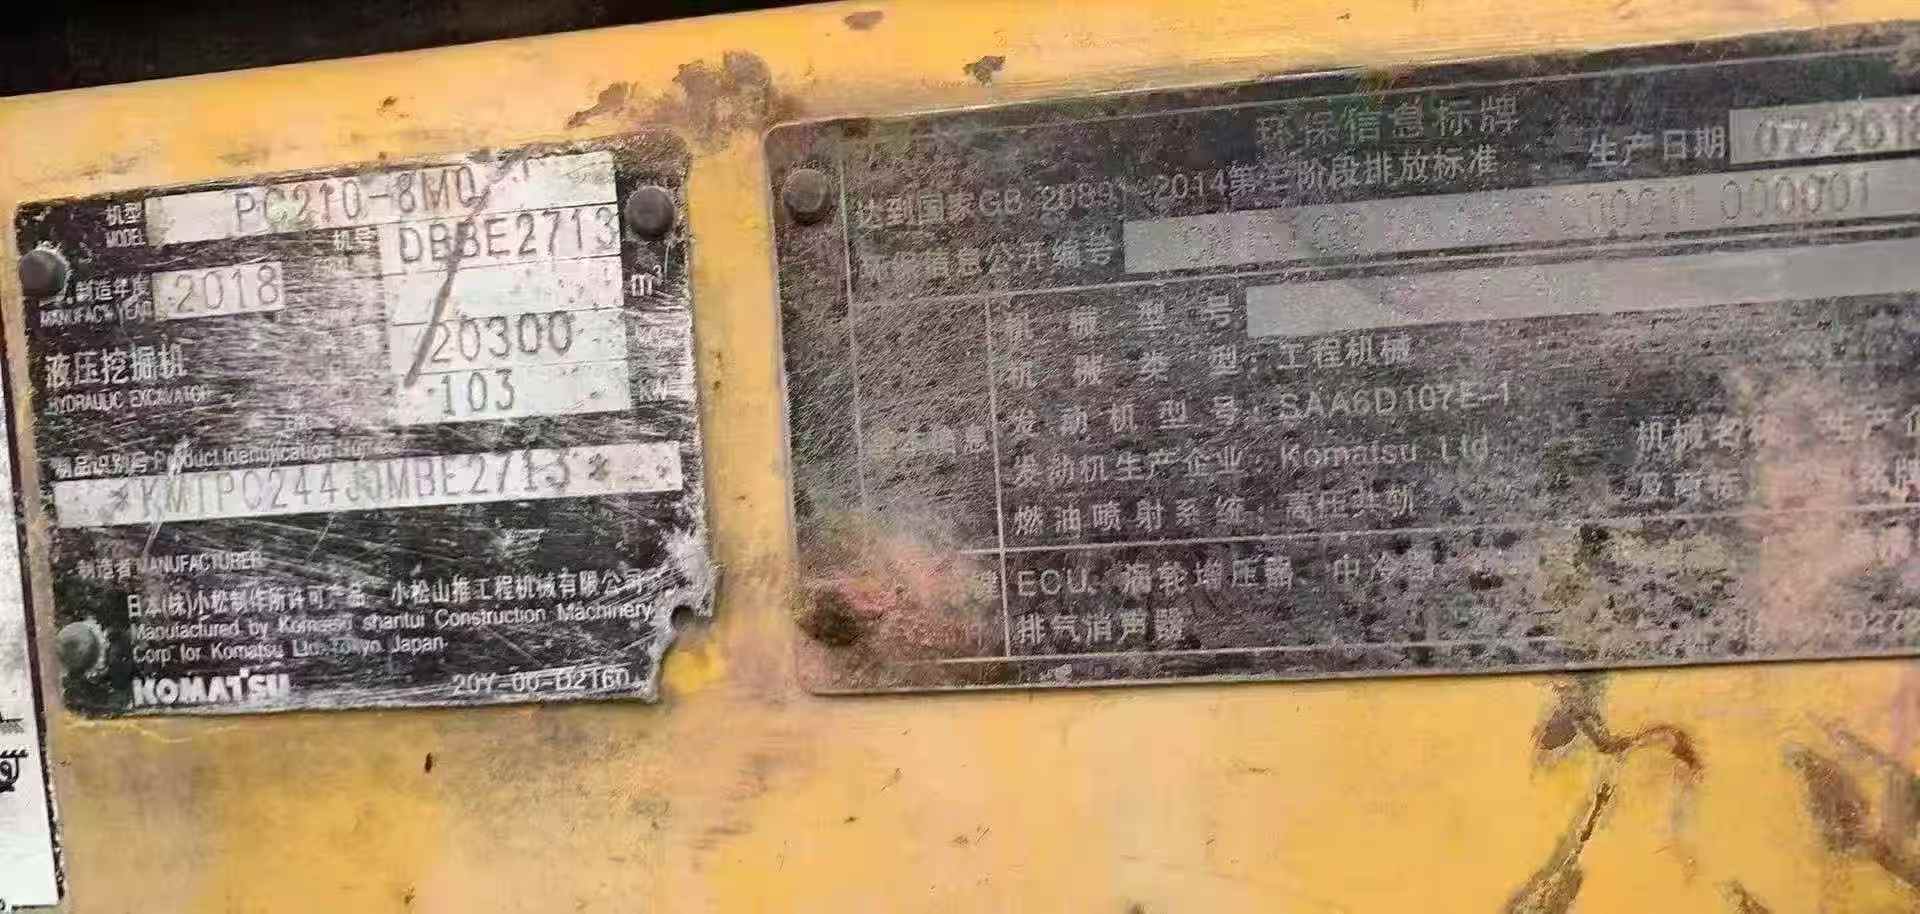 机型 PC210-8M0
MODEL
机号 DBBE2713
制造年度 2018
MANUFAC'G YEAR
m³
液压挖掘机
HYDRAULIC EXCAVATOR
20300
103 kW
产品识别号 Product Identification
*KMTPC244JJMBE2713*
制造者 MANUFACTURER
日本(株)小松制作所许可产品 小松山推工程机械有限公司
Manufactured by Komatsu shantui Construction Machinery
Corp for Komatsu Ltd. Tokyo Japan
KOMATSU
20Y-00-D2160
环保信息标牌
生产日期 07/2018
达到国家GB 20891-2014第三阶段排放标准
信息公开编号 000001
机械型号
机械类型:工程机械
发动机型号:SAA6D107E-1
发动机生产企业:Komatsu Ltd.
燃油喷射系统:高压共轨
机械名称
生产企
ECU、涡轮增压器、中冷
排气消声器